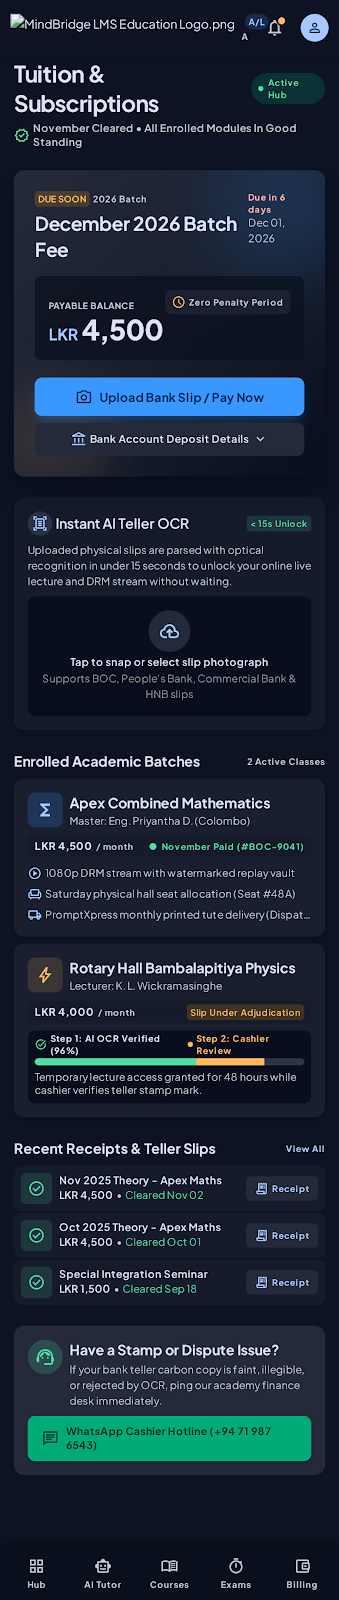 MindBridge LMS Education Logo.png
A/L
A
Tuition &
Subscriptions
Active
Hub
November Cleared • All Enrolled Modules In Good
Standing
DUE SOON 2026 Batch
Due in 6
days
December 2026 Batch
Fee
Dec 01,
2026
PAYABLE BALANCE
Zero Penalty Period
LKR 4,500
Upload Bank Slip / Pay Now
Bank Account Deposit Details
Instant AI Teller OCR
< 15s Unlock
Uploaded physical slips are parsed with optical
recognition in under 15 seconds to unlock your online live
lecture and DRM stream without waiting.
Tap to snap or select slip photograph
Supports BOC, People's Bank, Commercial Bank &
HNB slips
Enrolled Academic Batches
2 Active Classes
Apex Combined Mathematics
Master: Eng. Priyantha D. (Colombo)
LKR 4,500 / month
November Paid (#BOC-9041)
1080p DRM stream with watermarked replay vault
Saturday physical hall seat allocation (Seat #48A)
PromptXpress monthly printed tute delivery (Dispat...
Rotary Hall Bambalapitiya Physics
Lecturer: K. L. Wickramasinghe
LKR 4,000 / month
Slip Under Adjudication
Step 1: AI OCR Verified
(96%)
Step 2: Cashier
Review
Temporary lecture access granted for 48 hours while
cashier verifies teller stamp mark.
Recent Receipts & Teller Slips
View All
Nov 2025 Theory - Apex Maths
LKR 4,500 • Cleared Nov 02
Receipt
Oct 2025 Theory - Apex Maths
LKR 4,500 • Cleared Oct 01
Receipt
Special Integration Seminar
LKR 1,500 • Cleared Sep 18
Receipt
Have a Stamp or Dispute Issue?
If your bank teller carbon copy is faint, illegible,
or rejected by OCR, ping our academy finance
desk immediately.
WhatsApp Cashier Hotline (+94 71 987
6543)
Hub
AI Tutor
Courses
Exams
Billing